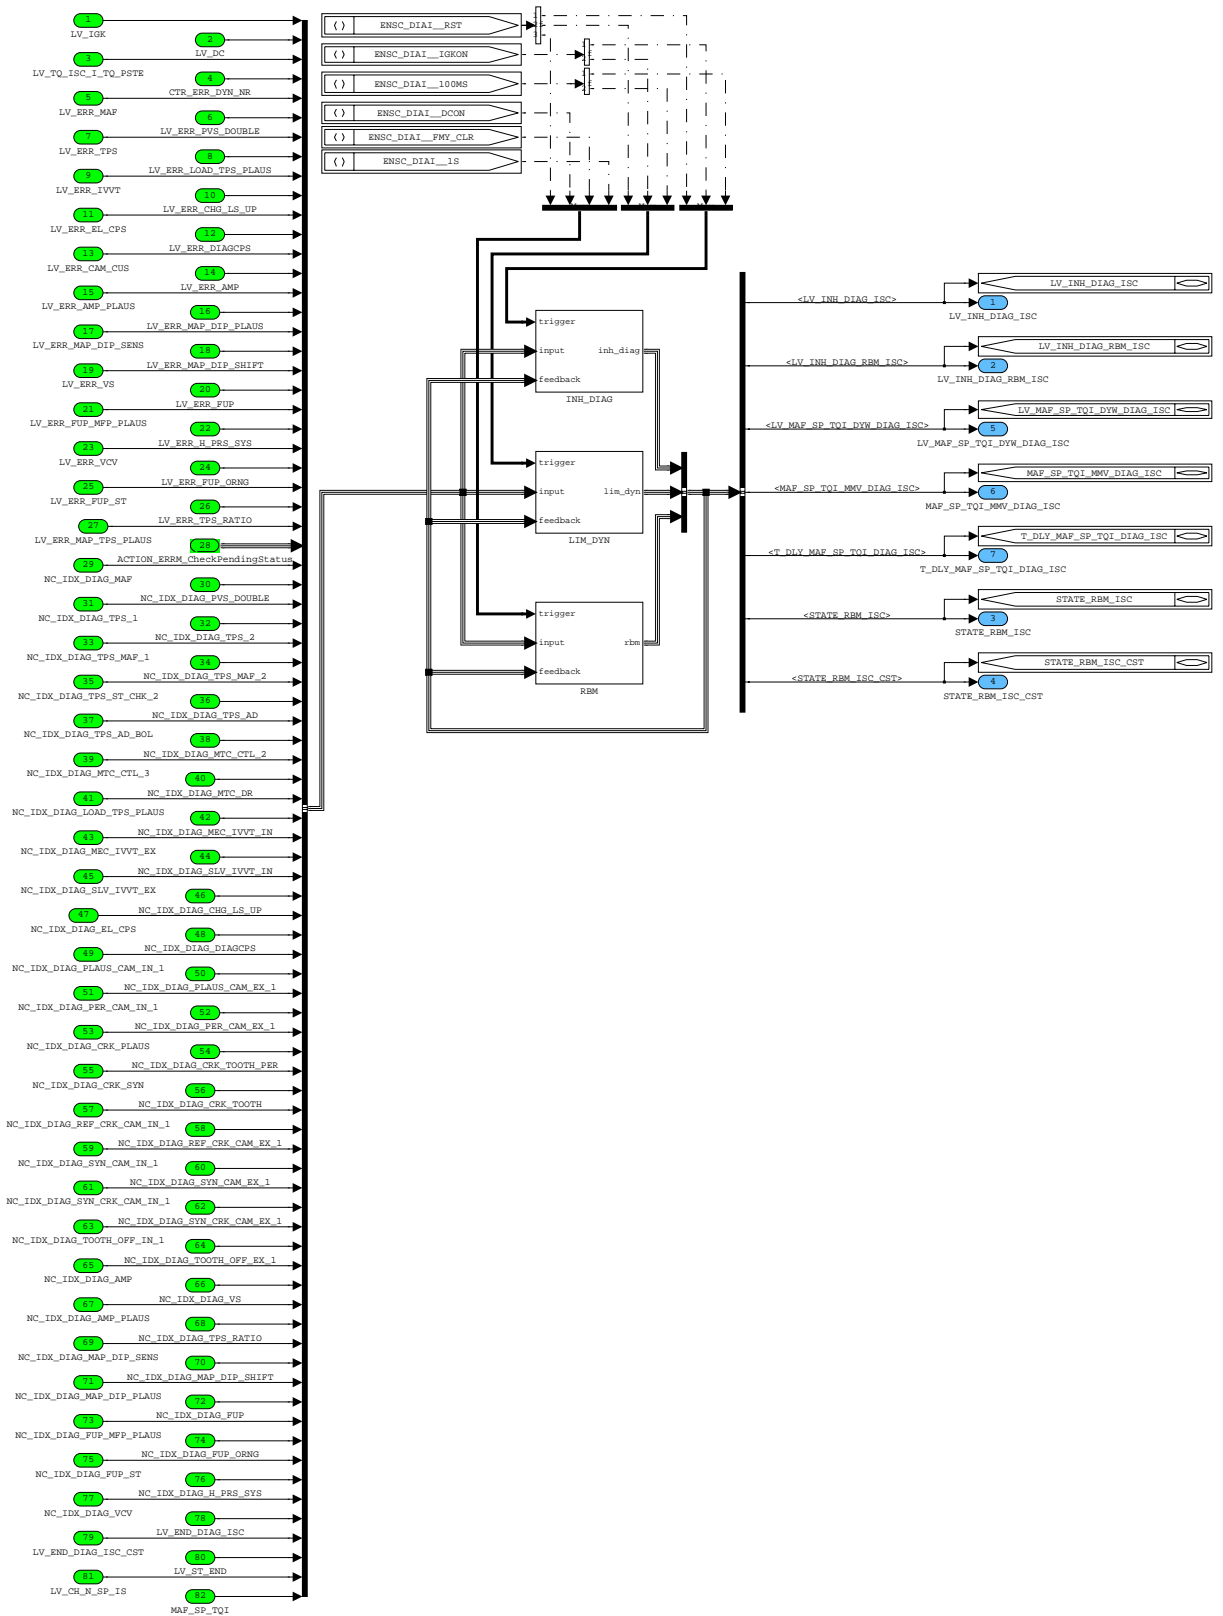 1
LV_IGK
2
LV_DC
3
LV_TQ_ISC_I_TQ_PSTE
4
CTR_ERR_DYN_NR
5
LV_ERR_MAF
6
LV_ERR_PVS_DOUBLE
7
LV_ERR_TPS
8
LV_ERR_LOAD_TPS_PLAUS
9
LV_ERR_IVVT
10
LV_ERR_CHG_LS_UP
11
LV_ERR_EL_CPS
12
LV_ERR_DIAGCPS
13
LV_ERR_CAM_CUS
14
LV_ERR_AMP
15
LV_ERR_AMP_PLAUS
16
LV_ERR_MAP_DIP_PLAUS
17
LV_ERR_MAP_DIP_SENS
18
LV_ERR_MAP_DIP_SHIFT
19
LV_ERR_VS
20
LV_ERR_FUP
21
LV_ERR_FUP_MFP_PLAUS
22
LV_ERR_H_PRS_SYS
23
LV_ERR_VCV
24
LV_ERR_FUP_ORNG
25
LV_ERR_FUP_ST
26
LV_ERR_TPS_RATIO
27
LV_ERR_MAP_TPS_PLAUS
28
ACTION_ERRM_CheckPendingStatus
29
NC_IDX_DIAG_MAF
30
NC_IDX_DIAG_PVS_DOUBLE
31
NC_IDX_DIAG_TPS_1
32
NC_IDX_DIAG_TPS_2
33
NC_IDX_DIAG_TPS_MAF_1
34
NC_IDX_DIAG_TPS_MAF_2
35
NC_IDX_DIAG_TPS_ST_CHK_2
36
NC_IDX_DIAG_TPS_AD
37
NC_IDX_DIAG_TPS_AD_BOL
38
NC_IDX_DIAG_MTC_CTL_2
39
NC_IDX_DIAG_MTC_CTL_3
40
NC_IDX_DIAG_MTC_DR
41
NC_IDX_DIAG_LOAD_TPS_PLAUS
42
NC_IDX_DIAG_MEC_IVVT_IN
43
NC_IDX_DIAG_MEC_IVVT_EX
44
NC_IDX_DIAG_SLV_IVVT_IN
45
NC_IDX_DIAG_SLV_IVVT_EX
46
NC_IDX_DIAG_CHG_LS_UP
47
NC_IDX_DIAG_EL_CPS
48
NC_IDX_DIAG_DIAGCPS
49
NC_IDX_DIAG_PLAUS_CAM_IN_1
50
NC_IDX_DIAG_PLAUS_CAM_EX_1
51
NC_IDX_DIAG_PER_CAM_IN_1
52
NC_IDX_DIAG_PER_CAM_EX_1
53
NC_IDX_DIAG_CRK_PLAUS
54
NC_IDX_DIAG_CRK_TOOTH_PER
55
NC_IDX_DIAG_CRK_SYN
56
NC_IDX_DIAG_CRK_TOOTH
57
NC_IDX_DIAG_REF_CRK_CAM_IN_1
58
NC_IDX_DIAG_REF_CRK_CAM_EX_1
59
NC_IDX_DIAG_SYN_CAM_IN_1
60
NC_IDX_DIAG_SYN_CAM_EX_1
61
NC_IDX_DIAG_SYN_CRK_CAM_IN_1
62
NC_IDX_DIAG_SYN_CRK_CAM_EX_1
63
NC_IDX_DIAG_TOOTH_OFF_IN_1
64
NC_IDX_DIAG_TOOTH_OFF_EX_1
65
NC_IDX_DIAG_AMP
66
NC_IDX_DIAG_VS
67
NC_IDX_DIAG_AMP_PLAUS
68
NC_IDX_DIAG_TPS_RATIO
69
NC_IDX_DIAG_MAP_DIP_SENS
70
NC_IDX_DIAG_MAP_DIP_SHIFT
71
NC_IDX_DIAG_MAP_DIP_PLAUS
72
NC_IDX_DIAG_FUP
73
NC_IDX_DIAG_FUP_MFP_PLAUS
74
NC_IDX_DIAG_FUP_ORNG
75
NC_IDX_DIAG_FUP_ST
76
NC_IDX_DIAG_H_PRS_SYS
77
NC_IDX_DIAG_VCV
78
LV_END_DIAG_ISC
79
LV_END_DIAG_ISC_CST
80
LV_ST_END
81
LV_CH_N_SP_IS
82
MAF_SP_TQI
ENSC_DIAI__RST
ENSC_DIAI__IGKON
ENSC_DIAI__100MS
ENSC_DIAI__DCON
ENSC_DIAI__FMY_CLR
ENSC_DIAI__1S
trigger
input
feedback
inh_diag
INH_DIAG
trigger
input
feedback
lim_dyn
LIM_DYN
trigger
input
feedback
rbm
RBM
<LV_INH_DIAG_ISC>
LV_INH_DIAG_ISC
1
LV_INH_DIAG_ISC
<LV_INH_DIAG_RBM_ISC>
LV_INH_DIAG_RBM_ISC
2
LV_INH_DIAG_RBM_ISC
<LV_MAF_SP_TQI_DYW_DIAG_ISC>
LV_MAF_SP_TQI_DYW_DIAG_ISC
5
LV_MAF_SP_TQI_DYW_DIAG_ISC
<MAF_SP_TQI_MMV_DIAG_ISC>
MAF_SP_TQI_MMV_DIAG_ISC
6
MAF_SP_TQI_MMV_DIAG_ISC
<T_DLY_MAF_SP_TQI_DIAG_ISC>
T_DLY_MAF_SP_TQI_DIAG_ISC
7
T_DLY_MAF_SP_TQI_DIAG_ISC
<STATE_RBM_ISC>
STATE_RBM_ISC
3
STATE_RBM_ISC
<STATE_RBM_ISC_CST>
STATE_RBM_ISC_CST
4
STATE_RBM_ISC_CST